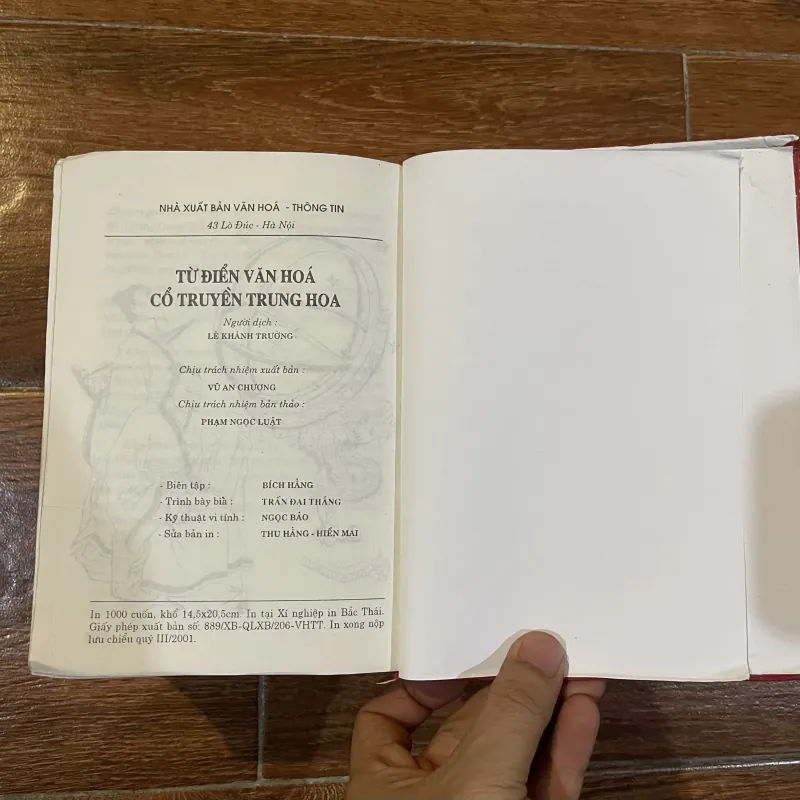 NHÀ XUẤT BẢN VĂN HOÁ - THÔNG TIN
43 Lò Đúc - Hà Nội
TỪ ĐIỂN VĂN HOÁ
CỔ TRUYỀN TRUNG HOA
Người dịch :
LÊ KHÁNH TRƯỜNG
Chịu trách nhiệm xuất bản :
VŨ AN CHƯƠNG
Chịu trách nhiệm bản thảo :
PHẠM NGỌC LUẬT
- Biên tập : BÍCH HẰNG
- Trình bày bìa : TRẦN ĐẠI THẮNG
- Kỹ thuật vi tính : NGỌC BẢO
- Sửa bản in : THU HẰNG - HIỀN MAI
In 1000 cuốn, khổ 14,5x20,5cm. In tại Xí nghiệp in Bắc Thái.
Giấy phép xuất bản số: 889/XB-QLXB/206-VHTT. In xong nộp
lưu chiểu quý III/2001.